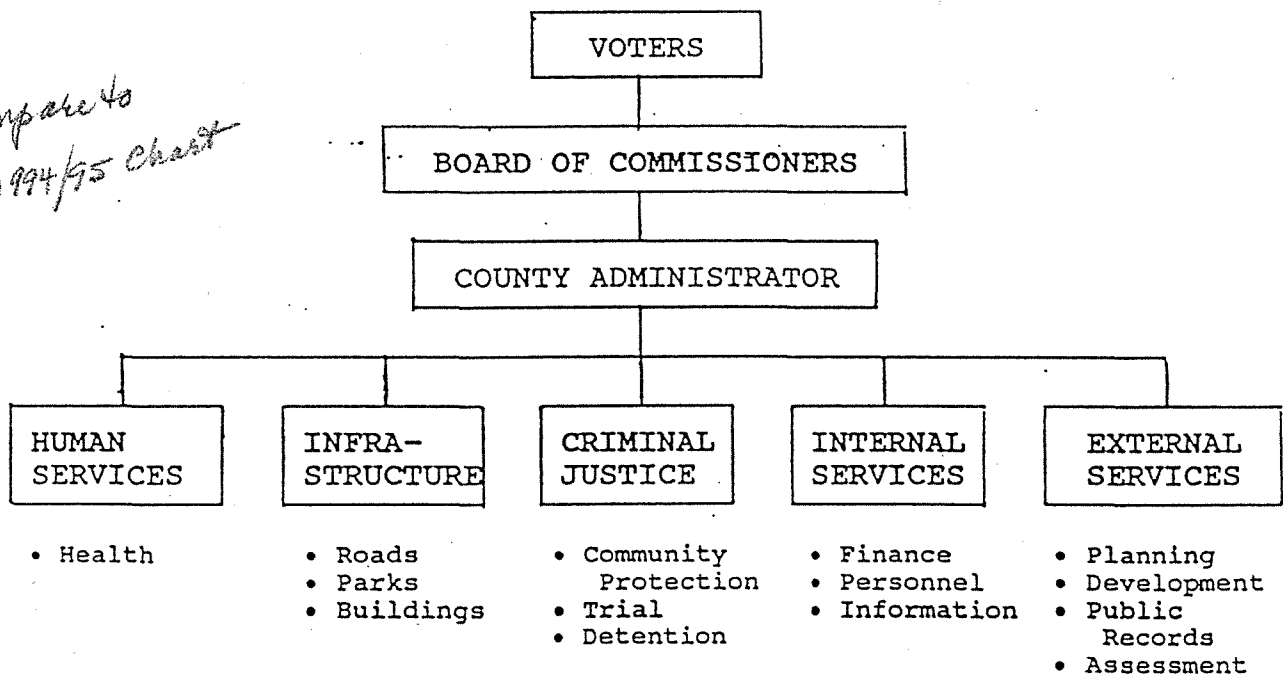 VOTERS
to
1994/95 Chart
BOARD OF COMMISSIONERS
COUNTY ADMINISTRATOR
HUMAN
SERVICES
• Health
INFRA-
STRUCTURE
• Roads
• Parks
• Buildings
CRIMINAL
JUSTICE
• Community
Protection
• Trial
• Detention
INTERNAL
SERVICES
• Finance
• Personnel
• Information
EXTERNAL
SERVICES
• Planning
• Development
• Public
Records
• Assessment